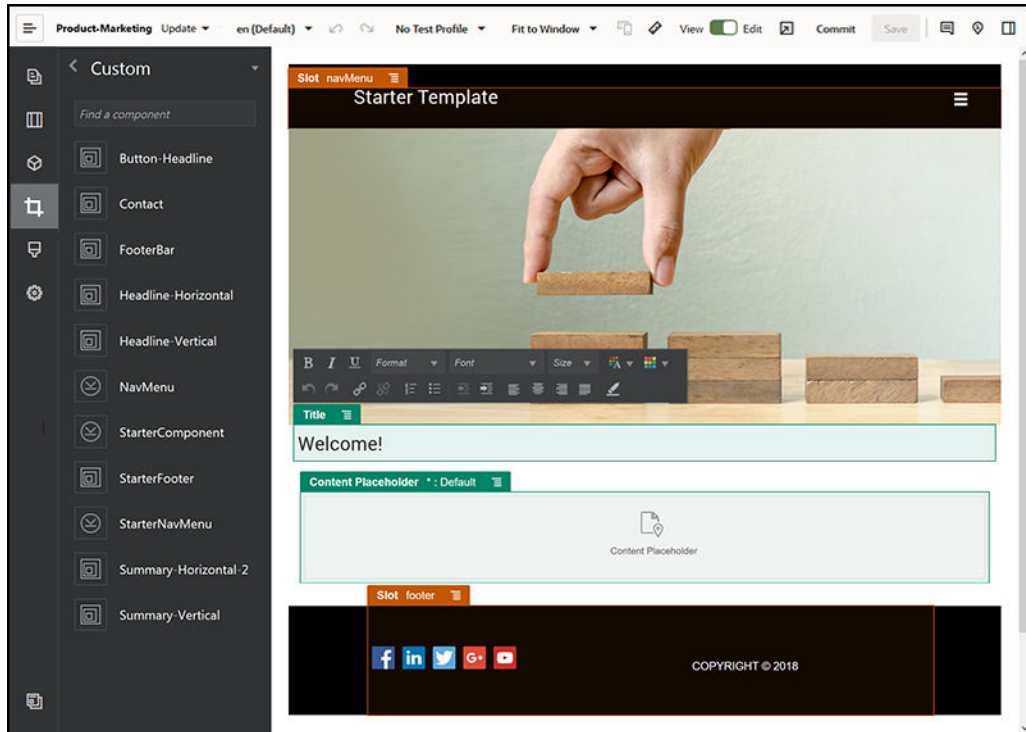 Product-Marketing Update en (Default) No Test Profile Fit to Window View Edit Commit Save
Custom
Find a component
Button-Headline
Contact
FooterBar
Headline-Horizontal
Headline-Vertical
NavMenu
StarterComponent
StarterFooter
StarterNavMenu
Summary-Horizontal-2
Summary-Vertical
Slot navMenu
Starter Template
B I U Format Font Size A
Title
Welcome!
Content Placeholder * : Default
Content Placeholder
Slot footer
f in G+
COPYRIGHT © 2018